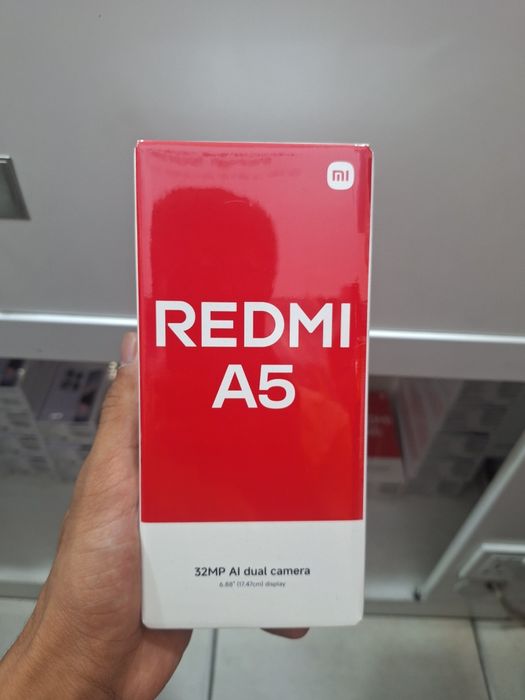 mi
REDMI
A5
32MP AI dual camera
6.88" (17.47cm) display